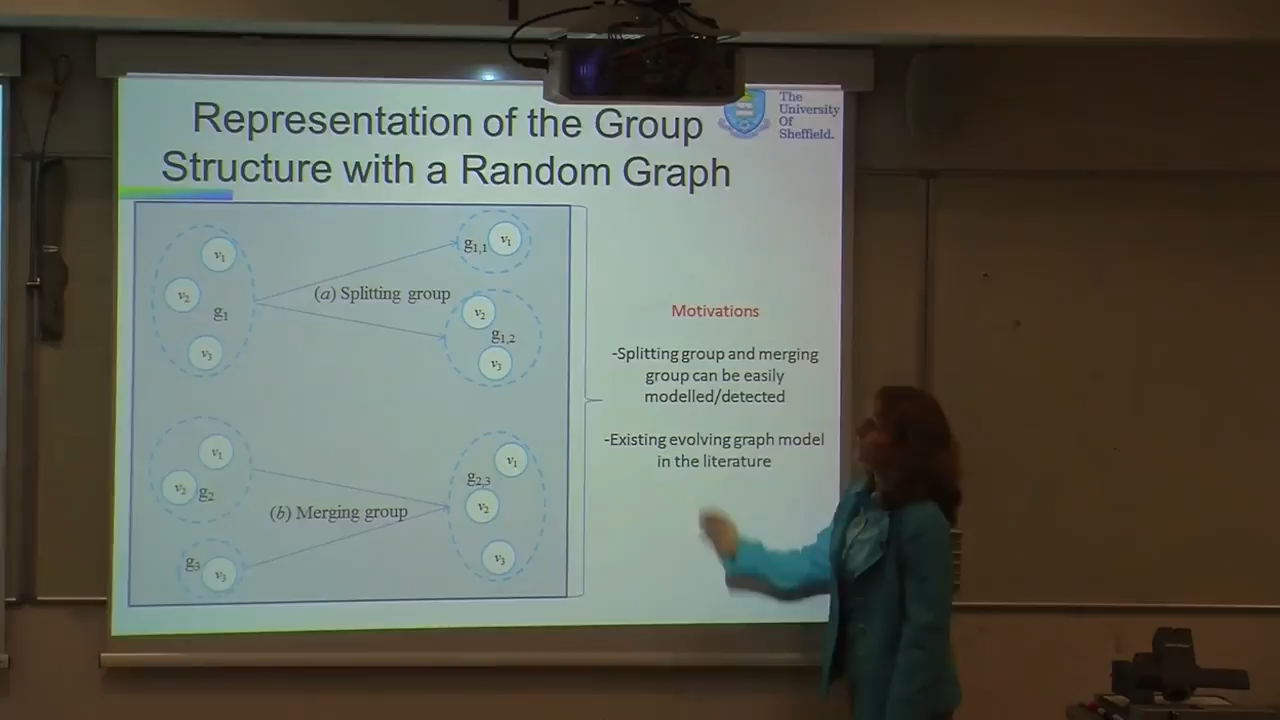 Representation of the Group
Structure with a Random Graph
The
University
Of
Sheffield.
v1
v2
g1
v3
(a) Splitting group
g1,1
v1
v2
g1,2
v3
v1
v2
g2
g3
v3
(b) Merging group
v1
g2,3
v2
v3
Motivations
-Splitting group and merging
group can be easily
modelled/detected
-Existing evolving graph model
in the literature